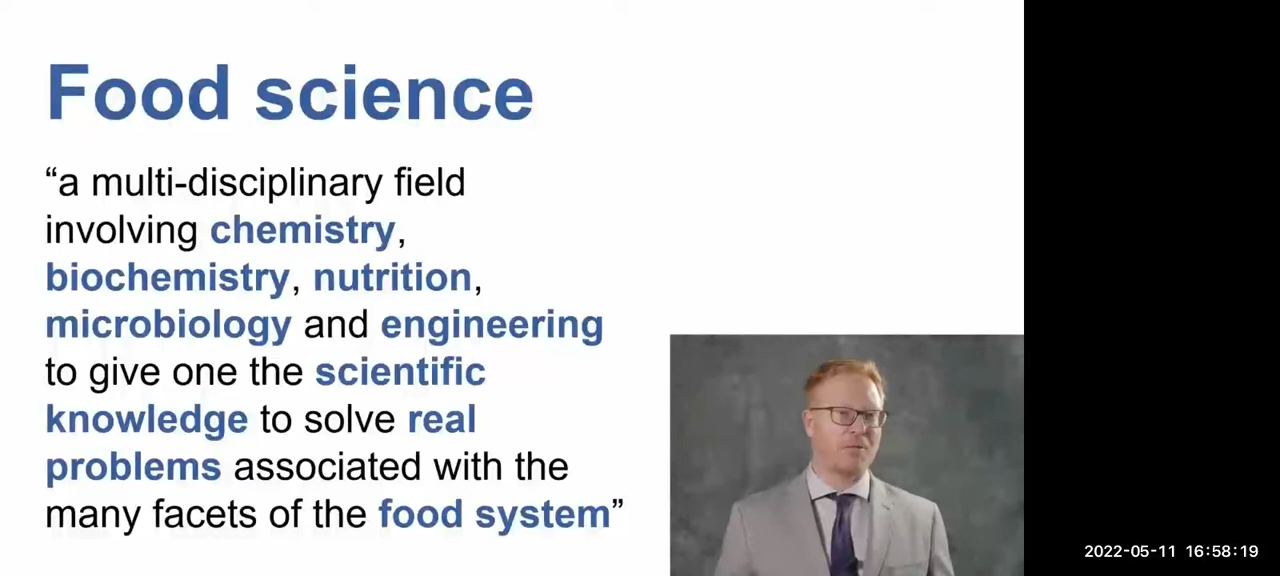 Food science
“a multi-disciplinary field
involving chemistry,
biochemistry, nutrition,
microbiology and engineering
to give one the scientific
knowledge to solve real
problems associated with the
many facets of the food system”
2022-05-11 16:58:19